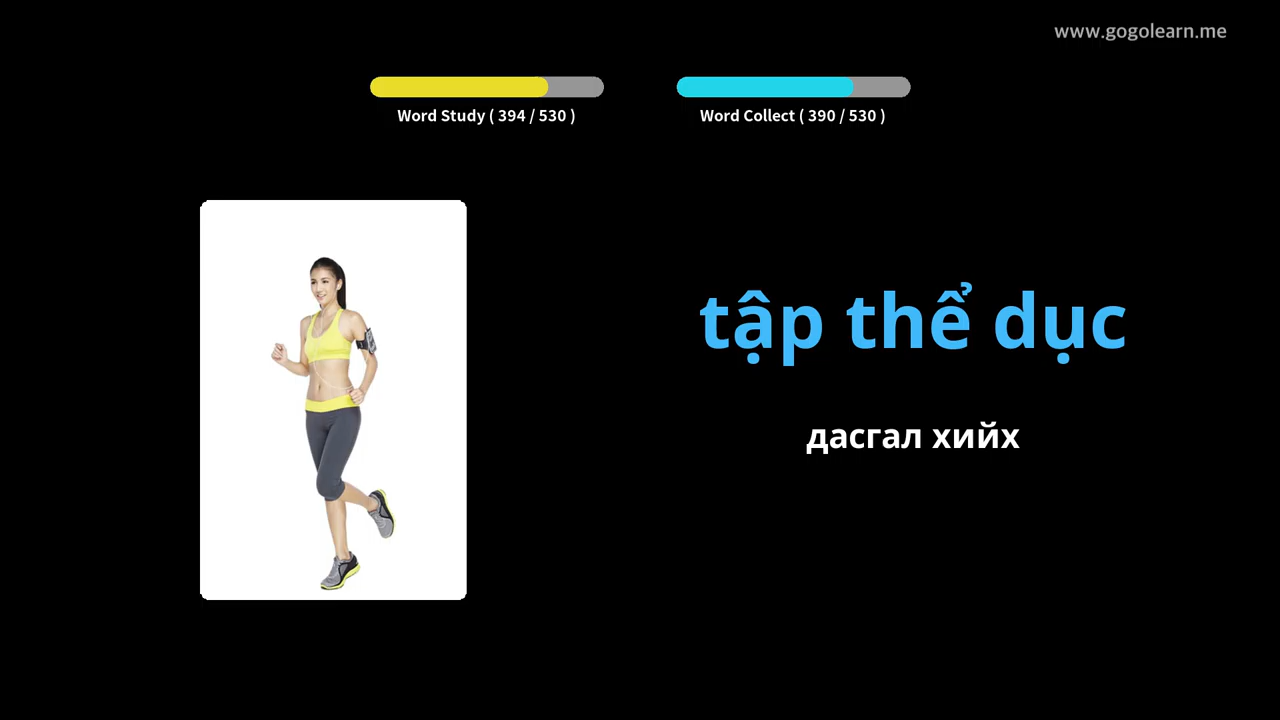 www.gogolearn.me
Word Study ( 394 / 530 )
Word Collect ( 390 / 530 )
tập thể dục
дасгал хийх